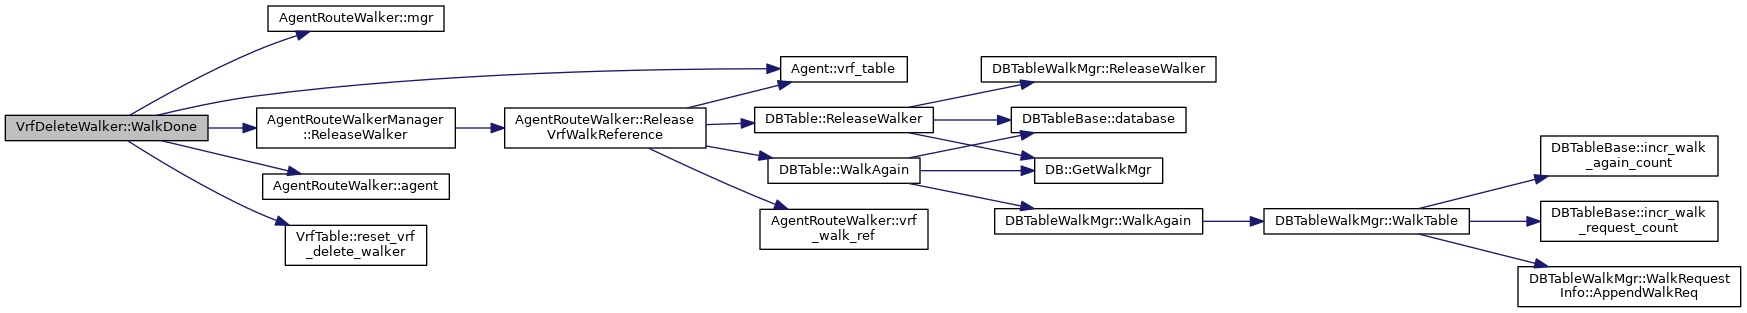 AgentRouteWalker::mgr
Agent::vrf_table
DBTableWalkMgr::ReleaseWalker
VrfDeleteWalker::WalkDone
AgentRouteWalkerManager
::ReleaseWalker
AgentRouteWalker::Release
VrfWalkReference
DBTable::ReleaseWalker
DBTableBase::database
DBTableBase::incr_walk
_again_count
DBTable::WalkAgain
DB::GetWalkMgr
AgentRouteWalker::agent
AgentRouteWalker::vrf
_walk_ref
DBTableWalkMgr::WalkAgain
DBTableWalkMgr::WalkTable
DBTableBase::incr_walk
_request_count
VrfTable::reset_vrf
_delete_walker
DBTableWalkMgr::WalkRequest
Info::AppendWalkReq